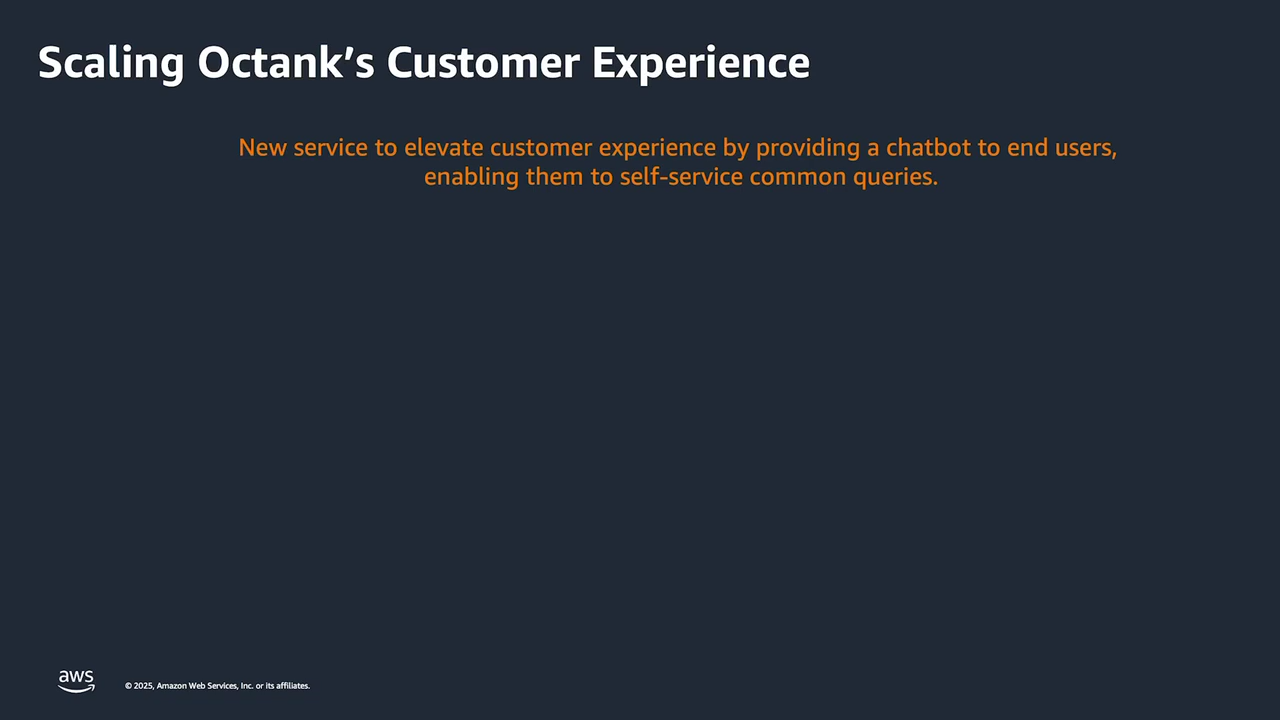 Scaling Octank’s Customer Experience
New service to elevate customer experience by providing a chatbot to end users,
enabling them to self-service common queries.
aws
© 2025, Amazon Web Services, Inc. or its affiliates.